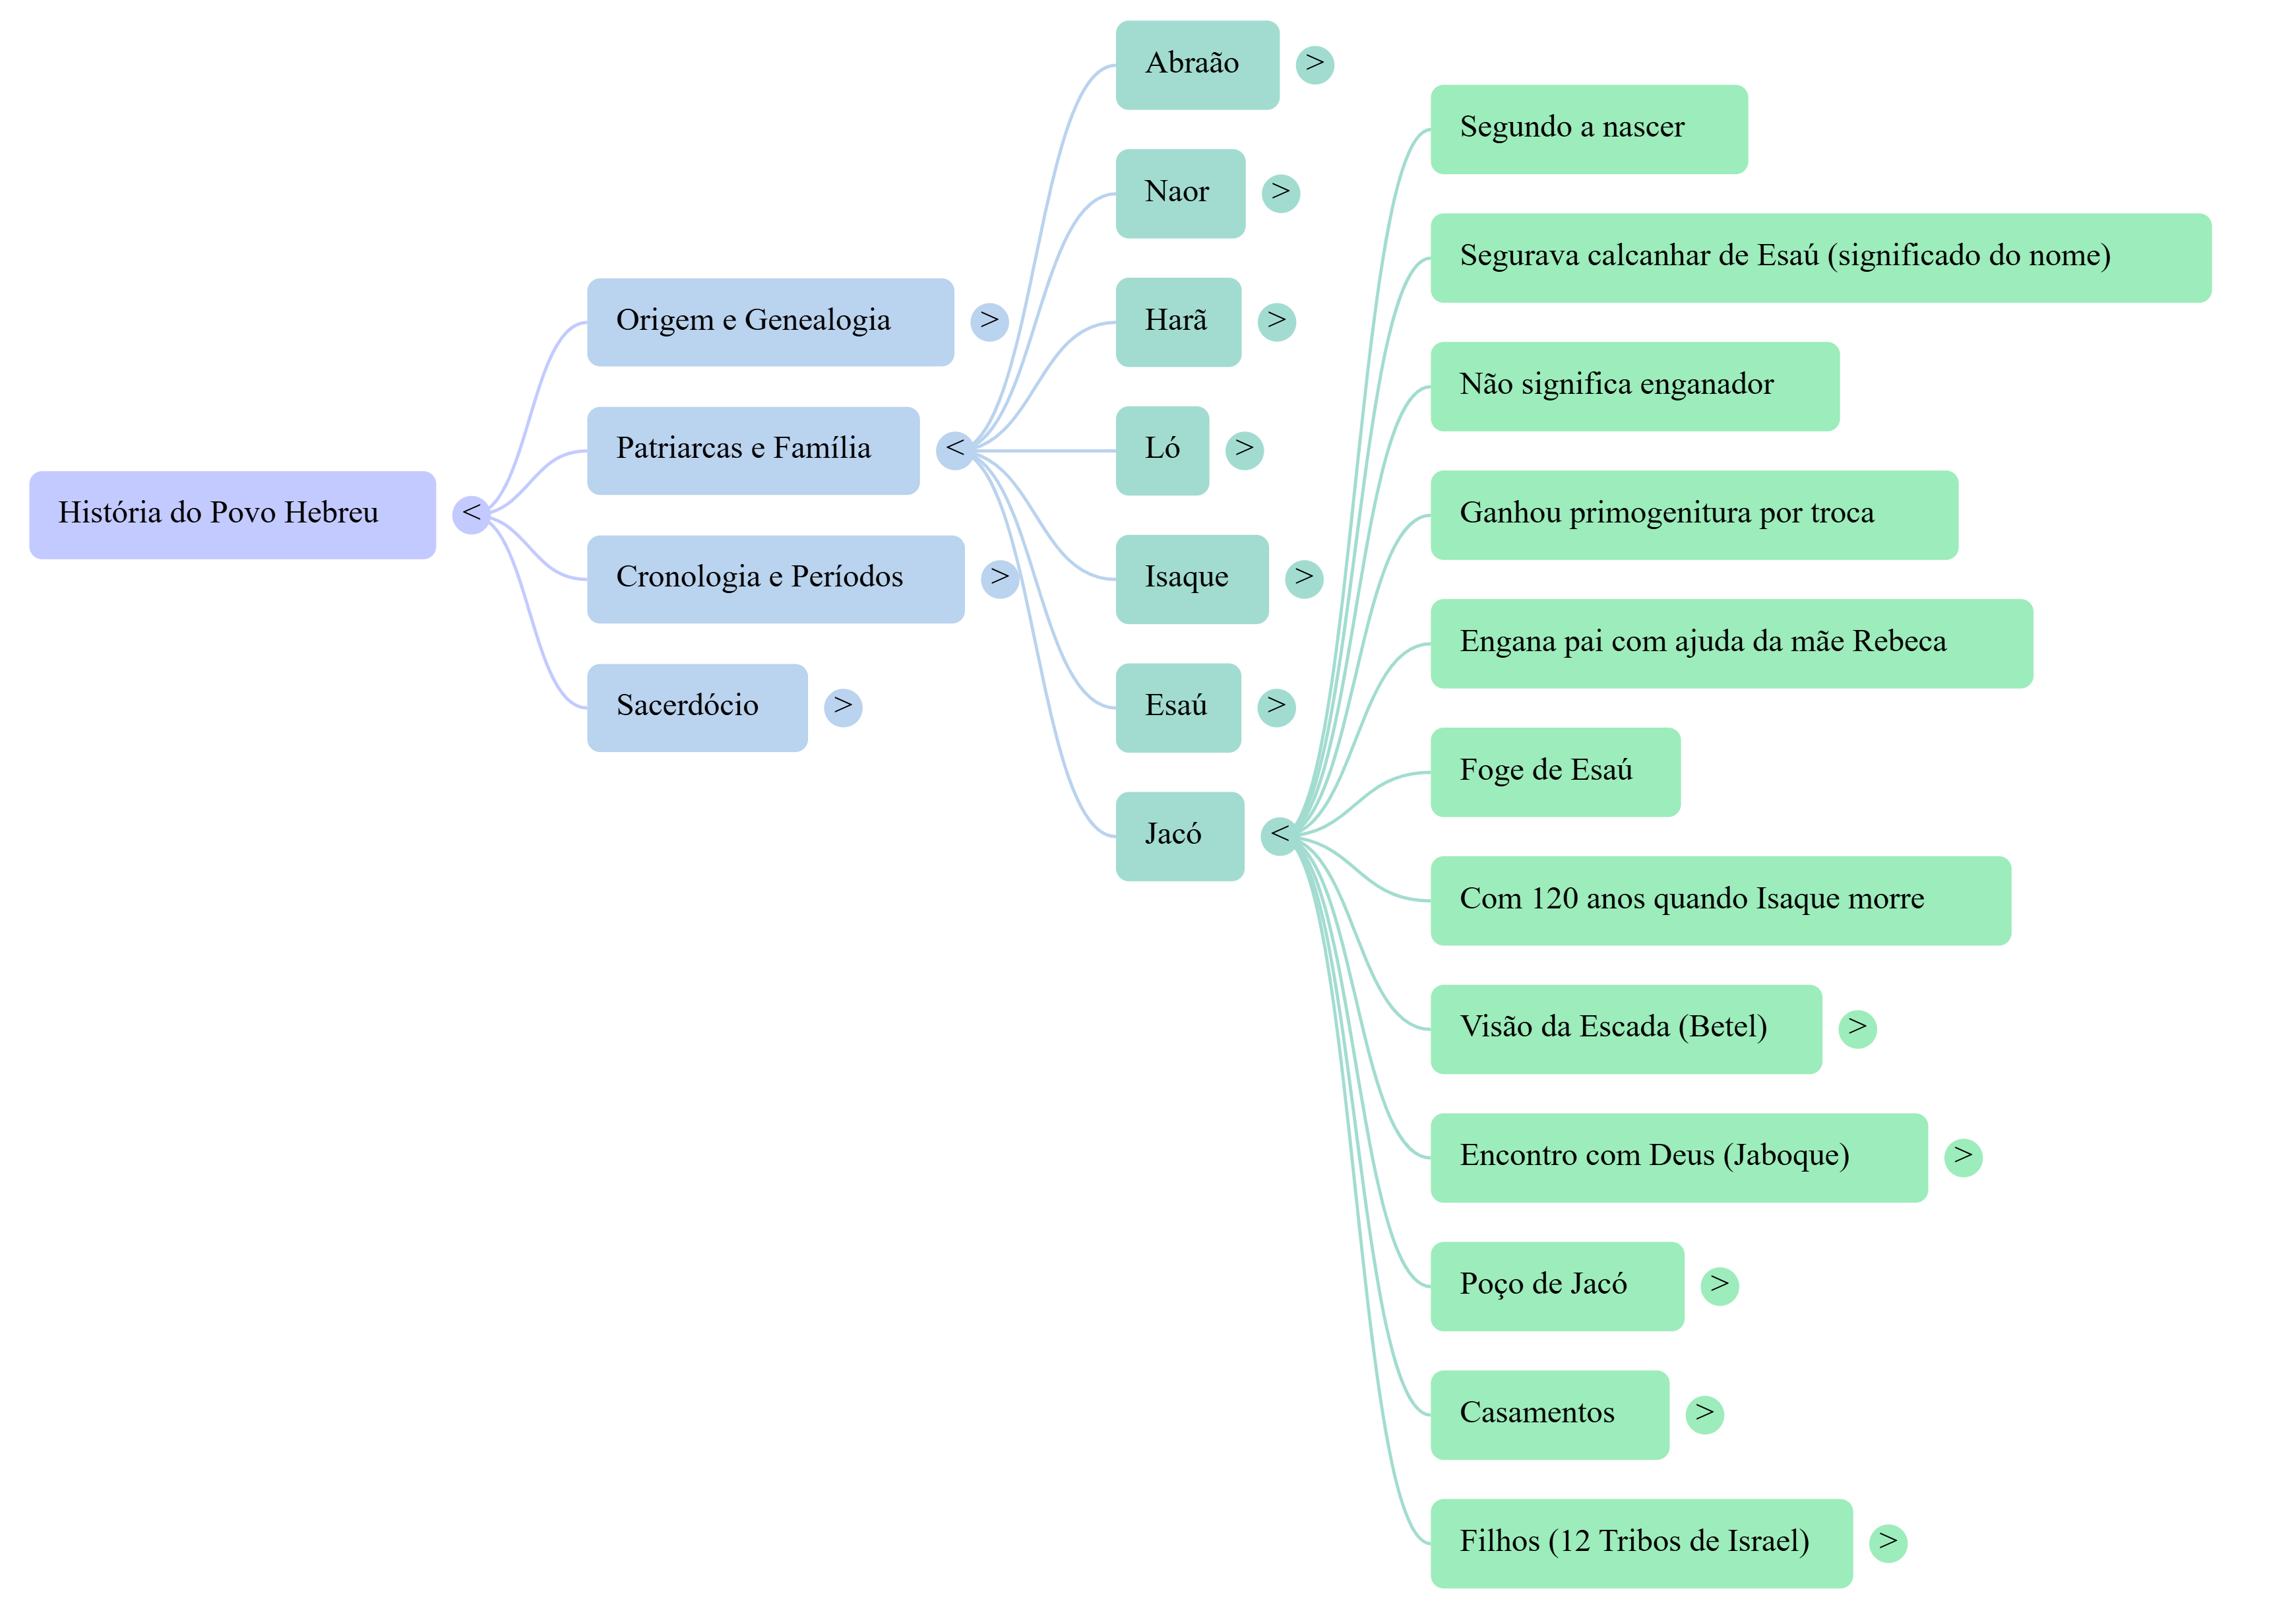 História do Povo Hebreu
<
Origem e Genealogia
>
Patriarcas e Família
<
Cronologia e Períodos
>
Sacerdócio
>
Abraão
>
Naor
>
Harã
>
Ló
>
Isaque
>
Esaú
>
Jacó
<
Segundo a nascer
Segurava calcanhar de Esaú (significado do nome)
Não significa enganador
Ganhou primogenitura por troca
Engana pai com ajuda da mãe Rebeca
Foge de Esaú
Com 120 anos quando Isaque morre
Visão da Escada (Betel)
>
Encontro com Deus (Jaboque)
>
Poço de Jacó
>
Casamentos
>
Filhos (12 Tribos de Israel)
>